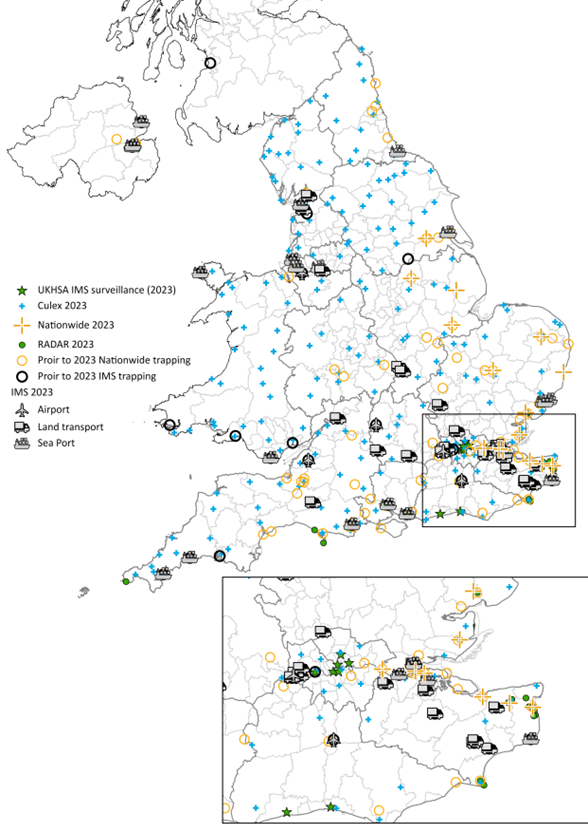 UKHSA IMS surveillance (2023)
Culex 2023
Nationwide 2023
RADAR 2023
Proir to 2023 Nationwide trapping
Proir to 2023 IMS trapping
IMS 2023
Airport
Land transport
Sea Port